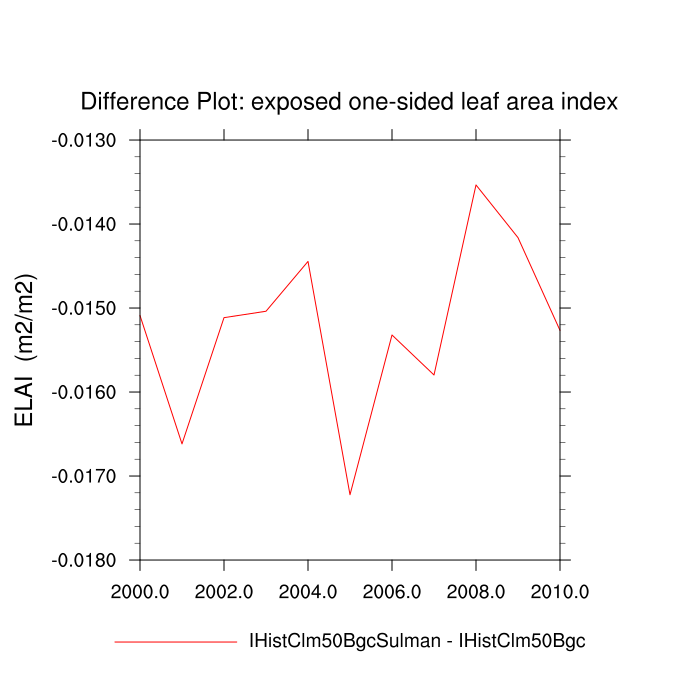 Difference Plot: exposed one-sided leaf area index
-0.0130
-0.0140
-0.0150
-0.0160
-0.0170
-0.0180
ELAI (m2/m2)
2000.0 2002.0 2004.0 2006.0 2008.0 2010.0
IHistClm50BgcSulman - IHistClm50Bgc